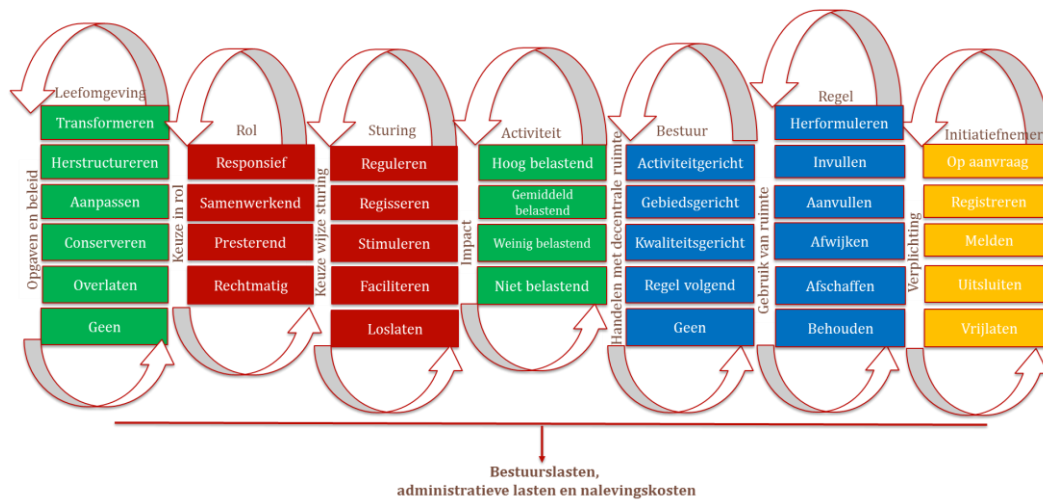 Leefomgeving
Opgaven en beleid
Transformeren
Herstructureren
Aanpassen
Conserveren
Overlaten
Geen
Rol
Keuze in rol
Responsief
Samenwerkend
Presterend
Rechtmatig
Sturing
Keuze wijze sturing
Reguleren
Regisseren
Stimuleren
Faciliteren
Loslaten
Activiteit
Impact
Hoog belastend
Gemiddeld
belastend
Weinig belastend
Niet belastend
Bestuur
Handelen met decentrale ruimte
Activiteitgericht
Gebiedsgericht
Kwaliteitsgericht
Regel volgend
Geen
Regel
Gebruik van ruimte
Herformuleren
Invullen
Aanvullen
Afwijken
Afschaffen
Behouden
Initiatiefnemer
Verplichting
Op aanvraag
Registreren
Melden
Uitsluiten
Vrijlaten
Bestuurslasten,
administratieve lasten en nalevingskosten